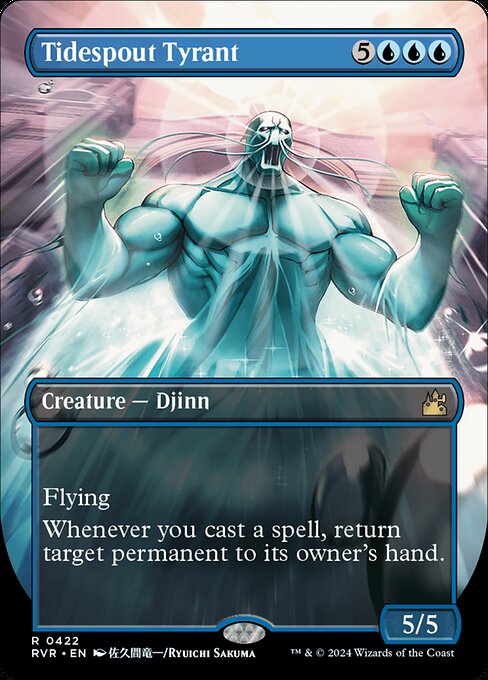 Tidespout Tyrant 5
Creature — Djinn
Flying
Whenever you cast a spell, return
target permanent to its owner's hand.
5/5
R 0422
RVR • EN 佐久間竜一/Ryuichi Sakuma
™ & © 2024 Wizards of the Coast